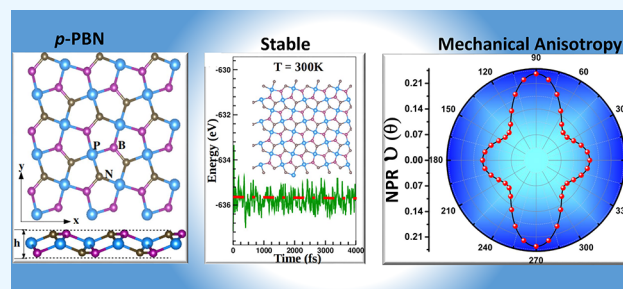 p-PBN
P
B
N
y
x
h
Stable
T = 300K
Energy (eV)
-630
-632
-634
-636
0
1000
2000
3000
4000
Time (fs)
Mechanical Anisotropy
NPR ʊ (θ)
0.21
0.14
0.07
0.00
0.07
0.14
0.21
90
120
60
150
180
210
240
300
270